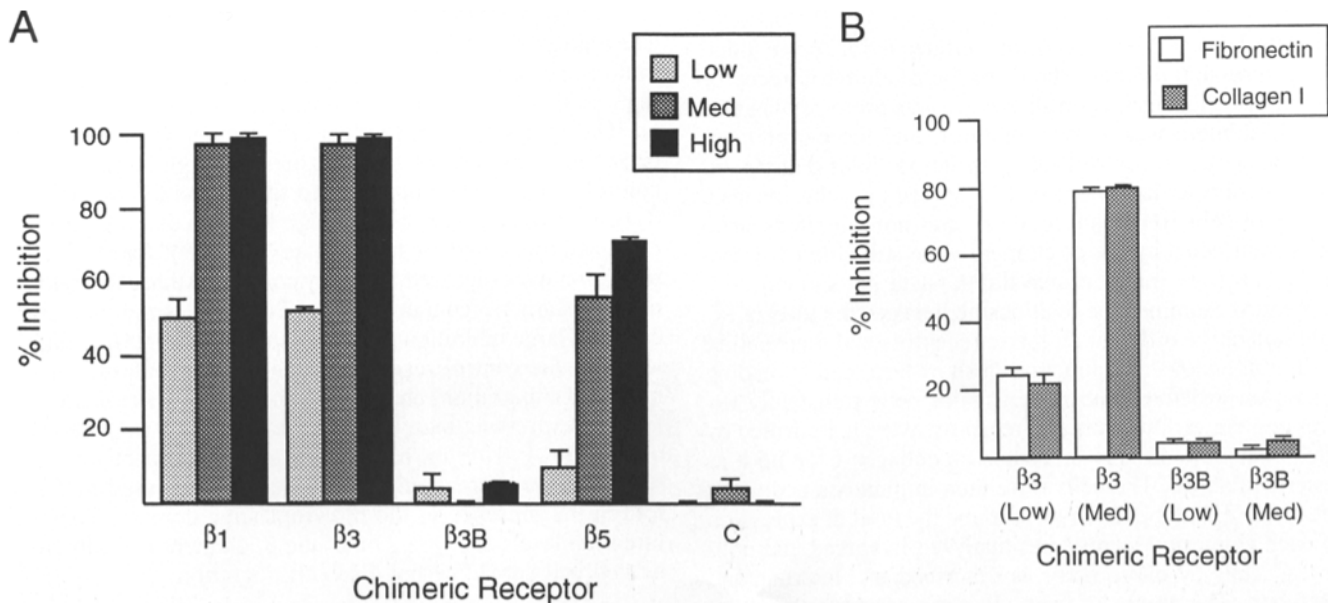 A
Low
Med
High
100
80
60
40
20
% Inhibition
β1 β3 β3B β5 C
Chimeric Receptor
B
Fibronectin
Collagen I
100
80
60
40
20
% Inhibition
β3 β3 β3B β3B
(Low) (Med) (Low) (Med)
Chimeric Receptor